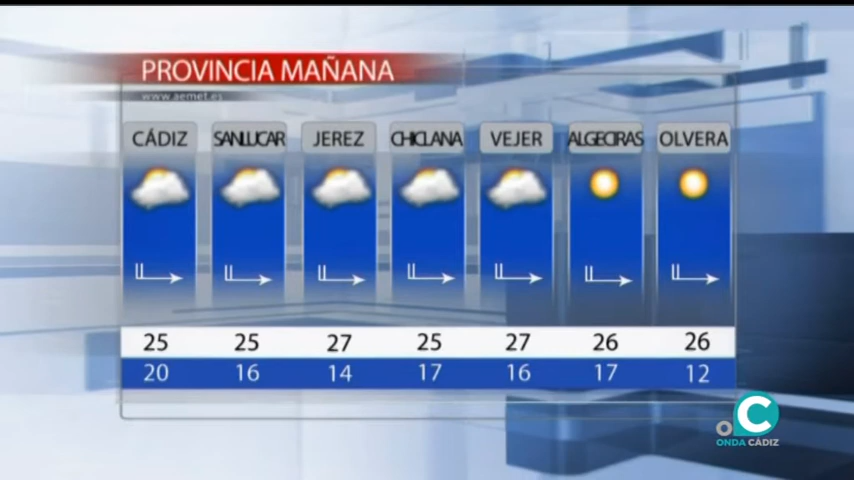 PROVINCIA MAÑANA
www.aemet.es
CÁDIZ SANLUCAR JEREZ CHICLANA VEJER ALGECIRAS OLVERA
25 25 27 25 27 26 26
20 16 14 17 16 17 12
OC
ONDA CÁDIZ